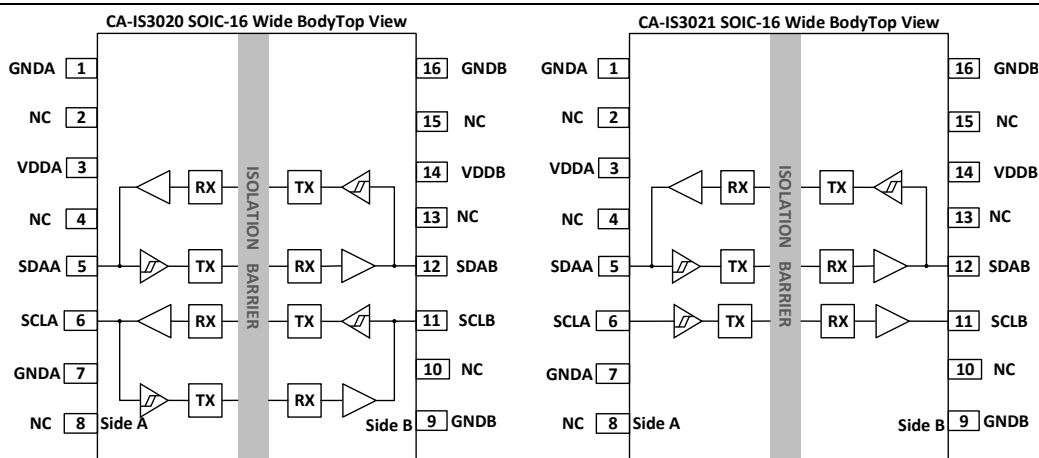 CA-IS3020 SOIC-16 Wide BodyTop View
GNDA 1
NC 2
VDDA 3
NC 4
SDAA 5
SCLA 6
GNDA 7
NC 8
Side A
RX
TX
RX
TX
ISOLATION BARRIER
TX
RX
TX
RX
16 GNDB
15 NC
14 VDDB
13 NC
12 SDAB
11 SCLB
10 NC
9 GNDB
Side B
CA-IS3021 SOIC-16 Wide BodyTop View
GNDA 1
NC 2
VDDA 3
NC 4
SDAA 5
SCLA 6
GNDA 7
NC 8
Side A
RX
TX
TX
ISOLATION BARRIER
TX
RX
RX
16 GNDB
15 NC
14 VDDB
13 NC
12 SDAB
11 SCLB
10 NC
9 GNDB
Side B